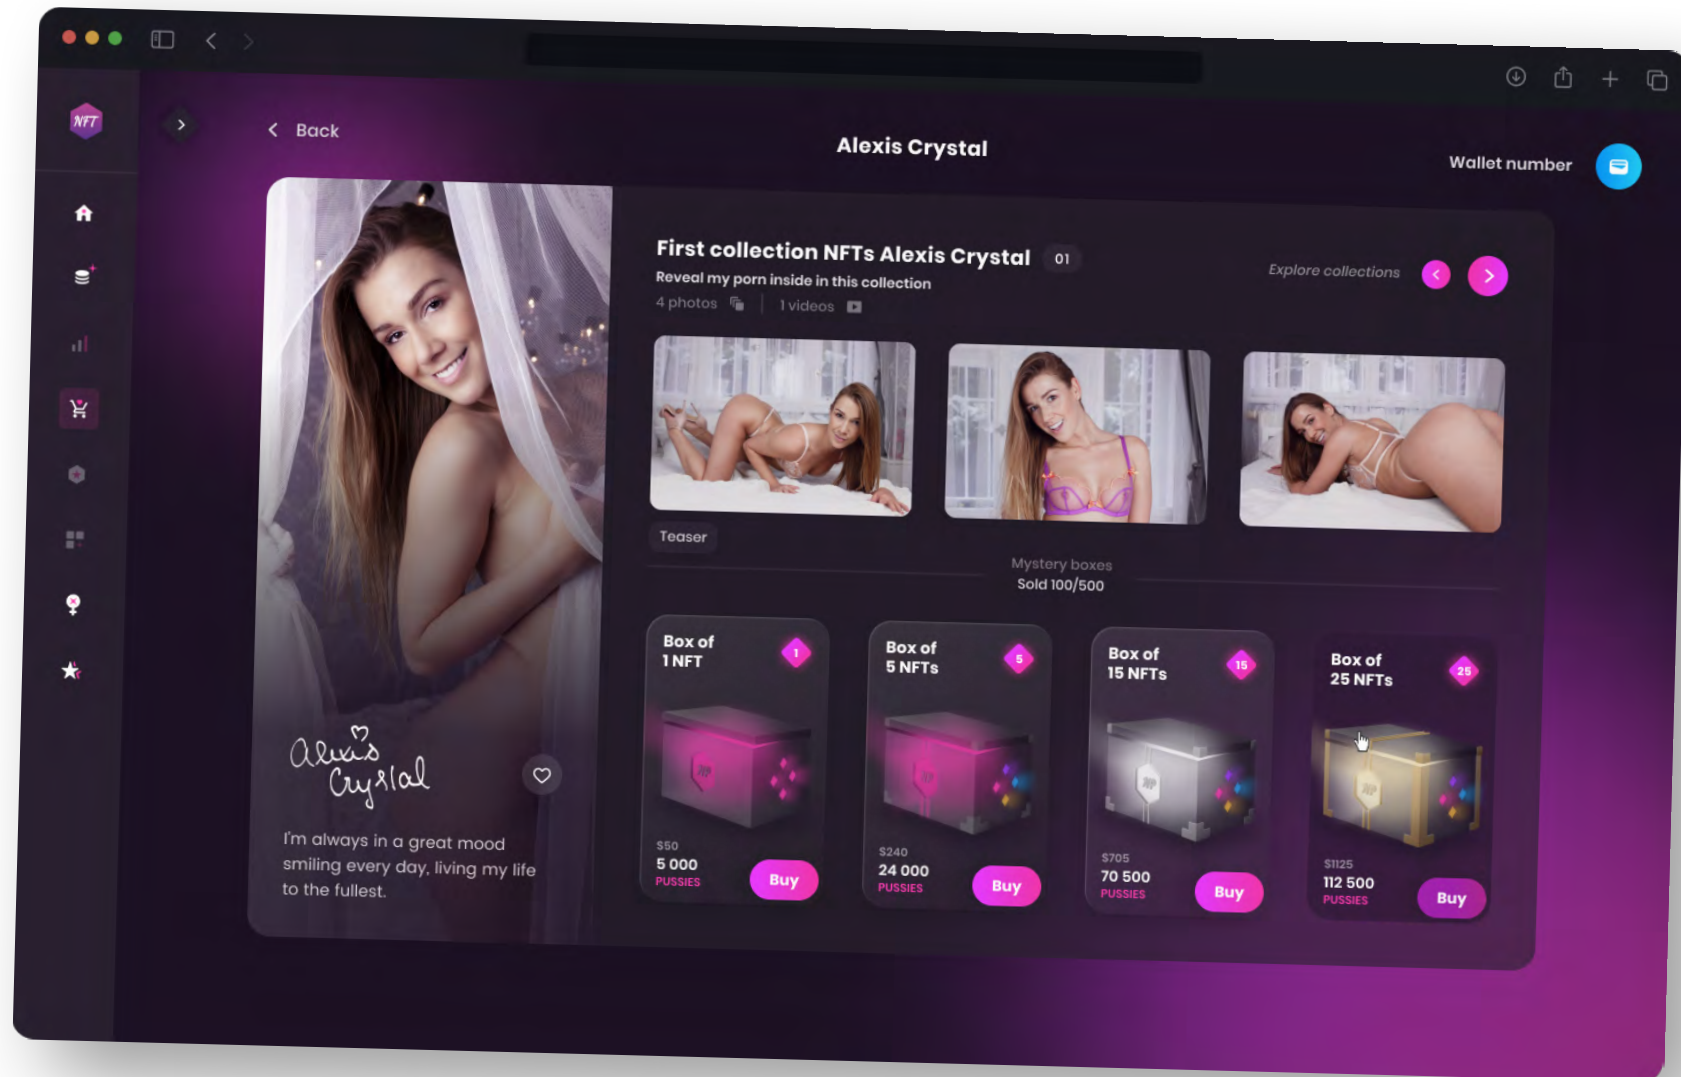 NFT
Back
Alexis Crystal
Wallet number
First collection NFTs Alexis Crystal 01
Reveal my porn inside in this collection
4 photos 1 videos
Explore collections
Teaser
Mystery boxes
Sold 100/500
Box of
1 NFT
1
Box of
5 NFTs
5
Box of
15 NFTs
15
Box of
25 NFTs
25
Alexis
Crystal
I'm always in a great mood
smiling every day, living my life
to the fullest.
$50
5 000
PUSSIES
Buy
$240
24 000
PUSSIES
Buy
$705
70 500
PUSSIES
Buy
$1125
112 500
PUSSIES
Buy